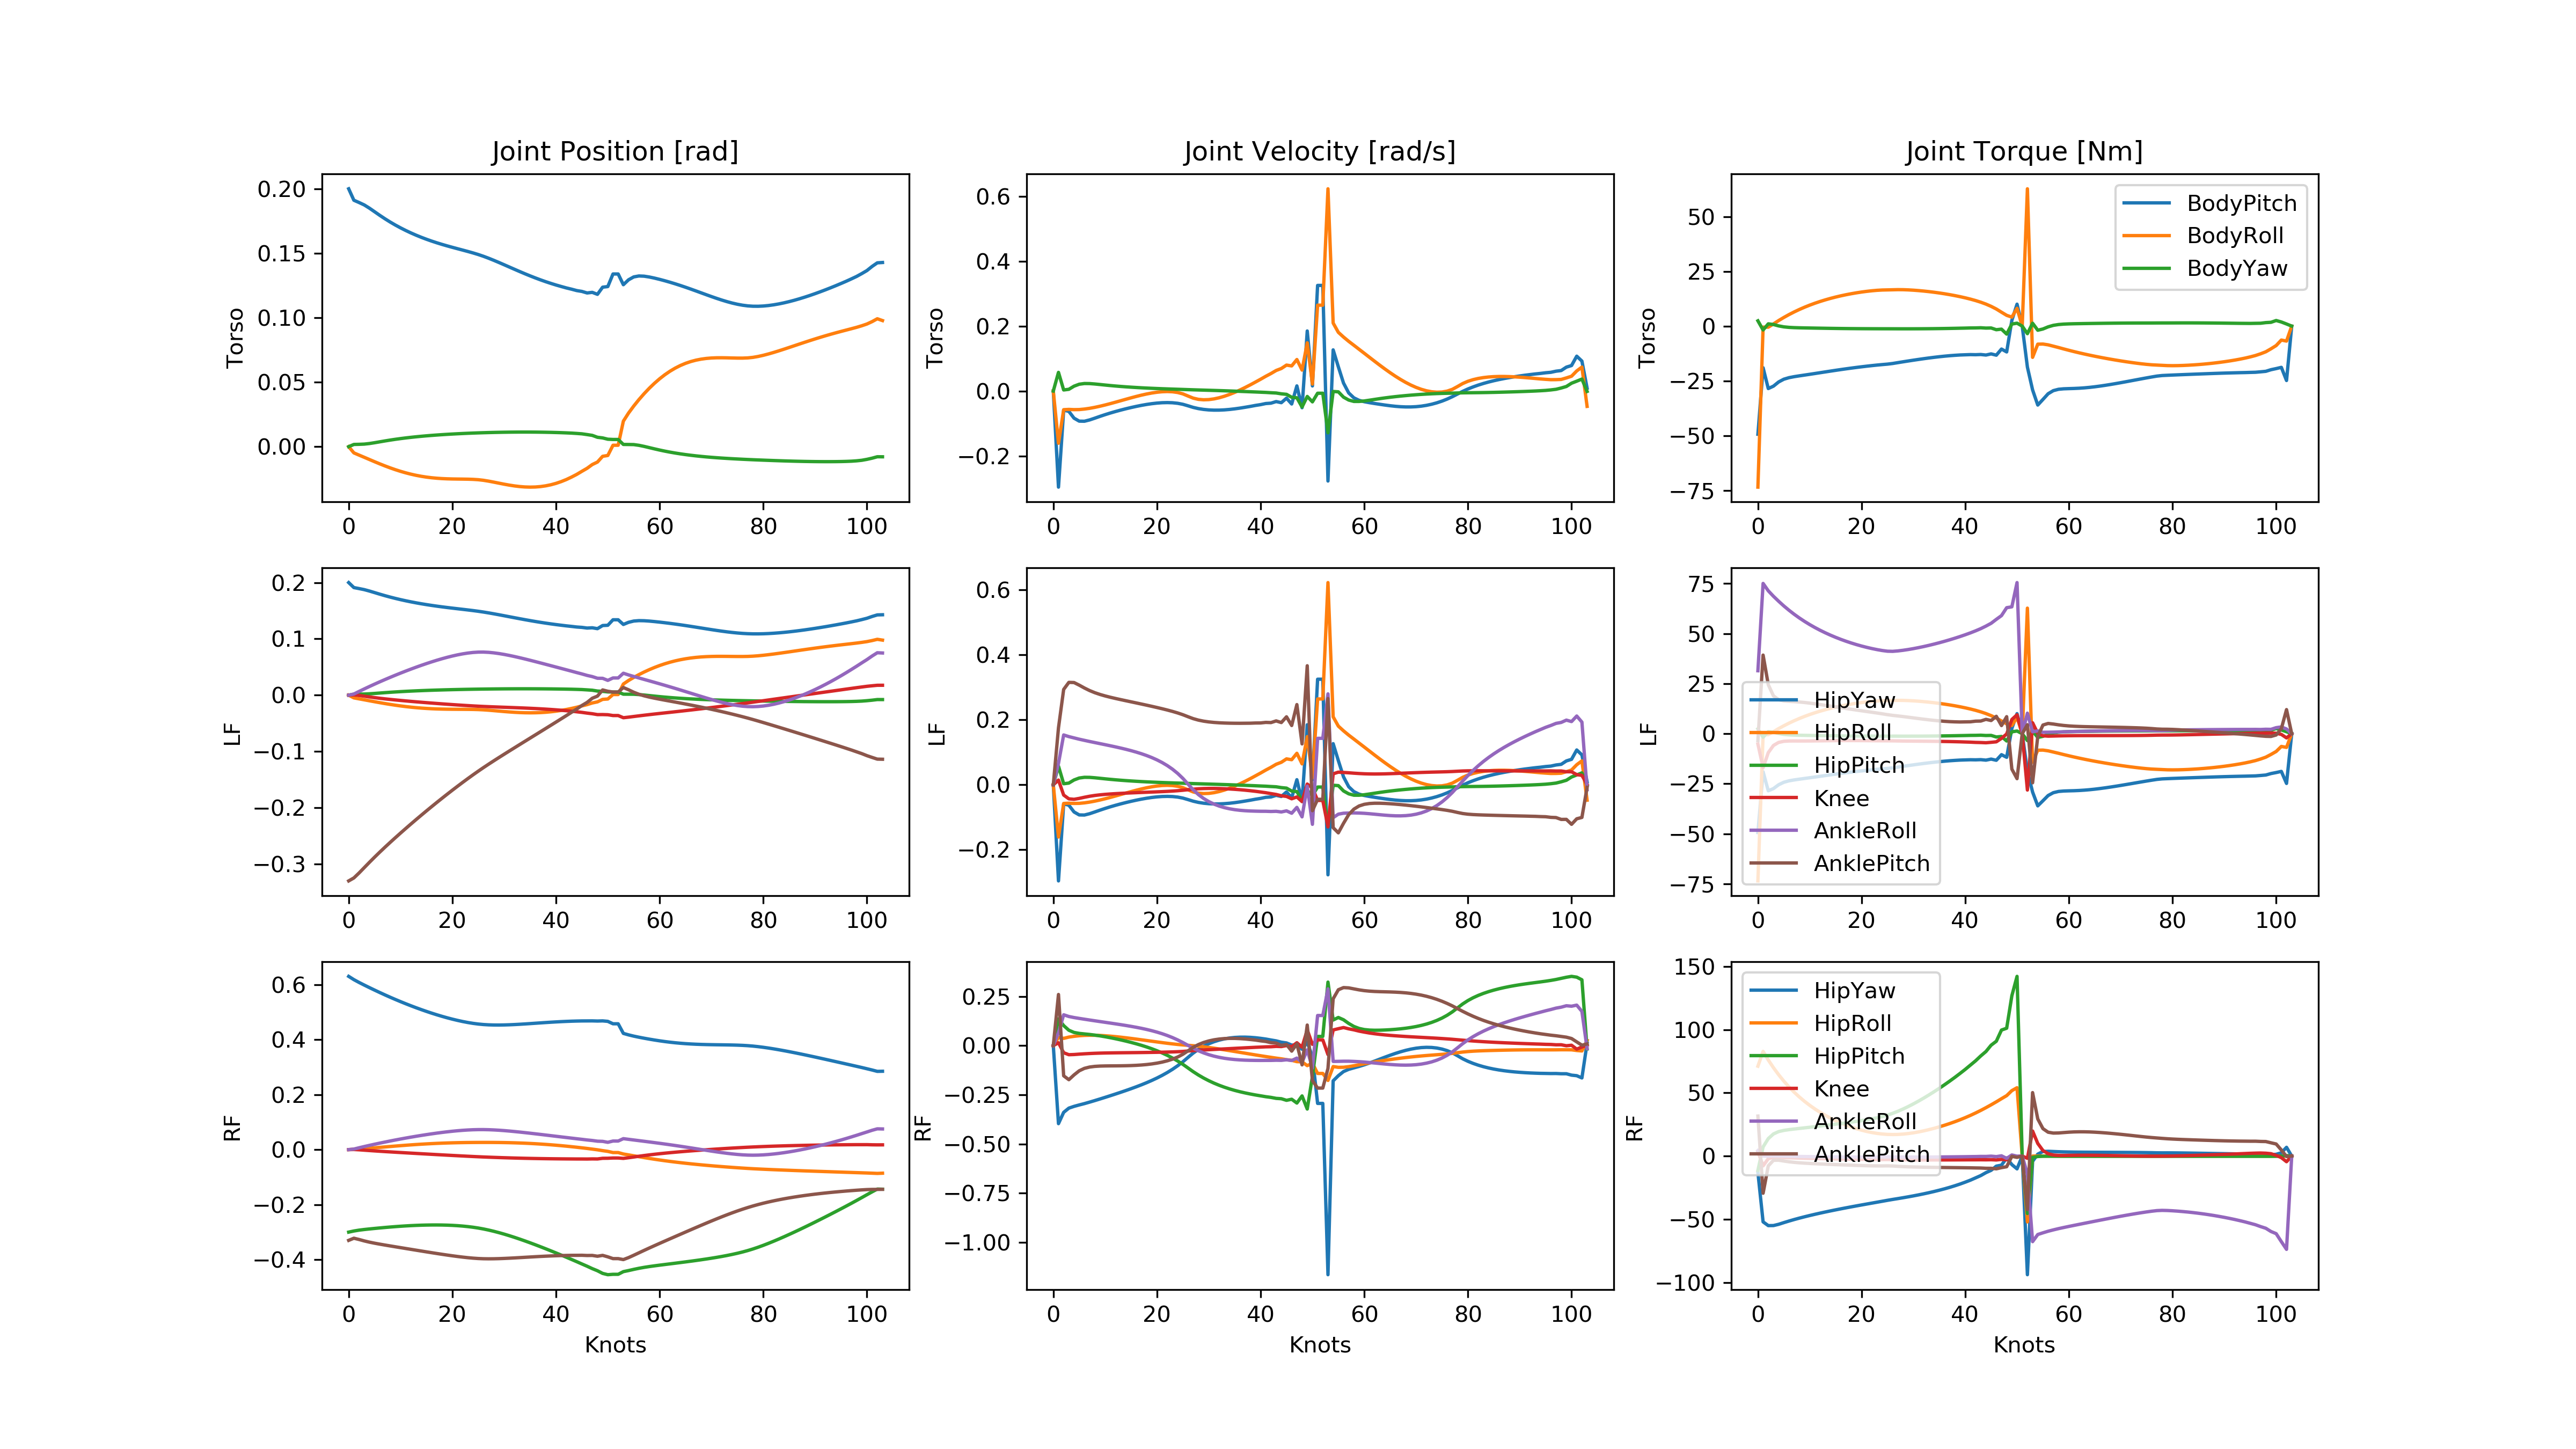 Joint Position [rad] Joint Velocity [rad/s] Joint Torque [Nm]
Torso
0.20
0.15
0.10
0.05
0.00
0 20 40 60 80 100
Torso
0.6
0.4
0.2
0.0
−0.2
0 20 40 60 80 100
Torso
50
25
0
−25
−50
−75
0 20 40 60 80 100
BodyPitch
BodyRoll
BodyYaw
LF
0.2
0.1
0.0
−0.1
−0.2
−0.3
0 20 40 60 80 100
LF
0.6
0.4
0.2
0.0
−0.2
0 20 40 60 80 100
LF
75
50
25
0
−25
−50
−75
0 20 40 60 80 100
HipYaw
HipRoll
HipPitch
Knee
AnkleRoll
AnklePitch
RF
0.6
0.4
0.2
0.0
−0.2
−0.4
0 20 40 60 80 100
Knots
RF
0.25
0.00
−0.25
−0.50
−0.75
−1.00
0 20 40 60 80 100
Knots
RF
150
100
50
0
−50
−100
0 20 40 60 80 100
Knots
HipYaw
HipRoll
HipPitch
Knee
AnkleRoll
AnklePitch